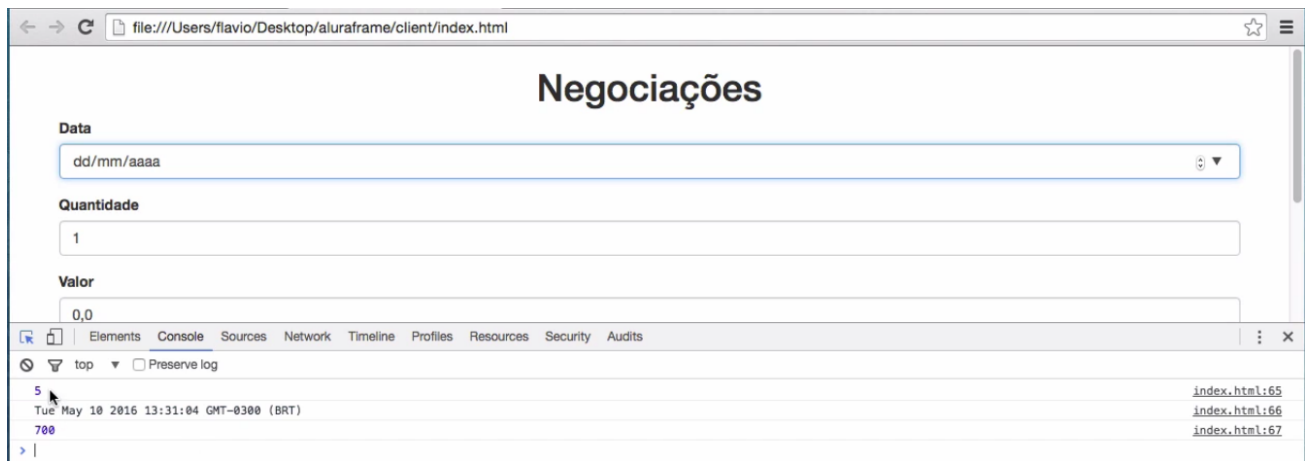 file:///Users/flavio/Desktop/aluraframe/client/index.html
Negociações
Data
dd/mm/aaaa
Quantidade
1
Valor
0,0
Elements Console Sources Network Timeline Profiles Resources Security Audits
top Preserve log
5 index.html:65
Tue May 10 2016 13:31:04 GMT-0300 (BRT) index.html:66
700 index.html:67
>